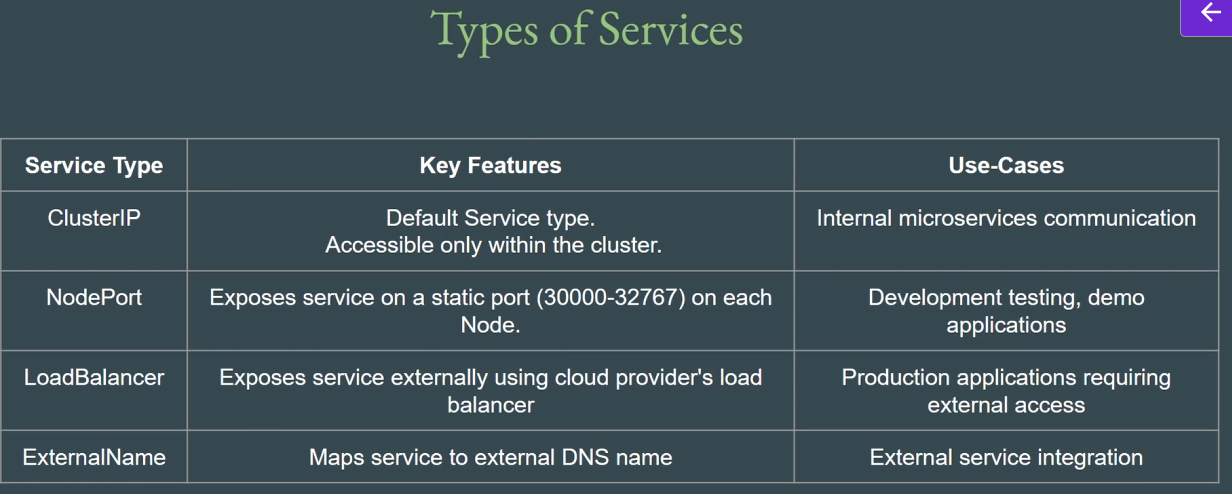 Types of Services
Service Type Key Features Use-Cases
ClusterIP Default Service type. Internal microservices communication
Accessible only within the cluster.
NodePort Exposes service on a static port (30000-32767) on each Development testing, demo
Node. applications
LoadBalancer Exposes service externally using cloud provider's load Production applications requiring
balancer external access
ExternalName Maps service to external DNS name External service integration